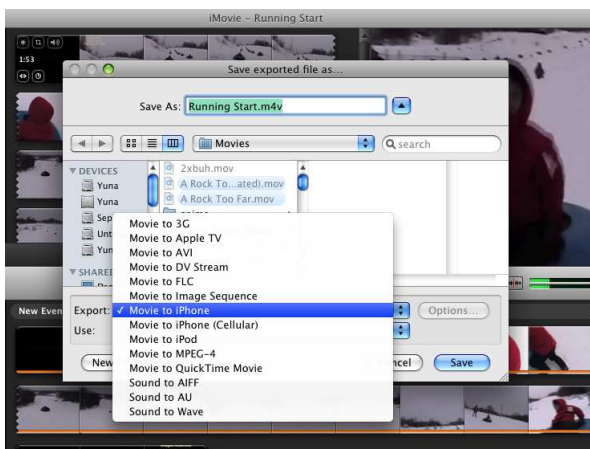 iMovie – Running Start
1:53
Save exported file as...
Save As: Running Start.m4v
Movies
search
DEVICES
Yuna
Yuna
Sep
Unt
Yun
SHARED
2xbuh.mov
A Rock To...ated).mov
A Rock Too Far.mov
Movie to 3G
Movie to Apple TV
Movie to AVI
Movie to DV Stream
Movie to FLC
Movie to Image Sequence
New Even
Export: ✓ Movie to iPhone
Options...
Movie to iPhone (Cellular)
Use:
Movie to iPod
Movie to MPEG-4
New
Movie to QuickTime Movie
ncel
Save
Sound to AIFF
Sound to AU
Sound to Wave